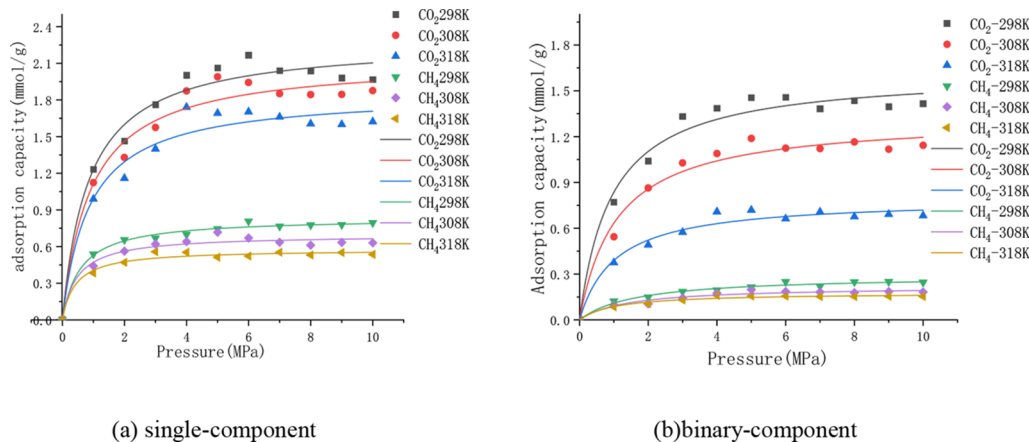 adsorption capacity(mmol/g)
2.4
2.1
1.8
1.5
1.2
0.9
0.6
0.3
0.0
0 2 4 6 8 10
Pressure(MPa)
CO₂298K
CO₂308K
CO₂318K
CH₄298K
CH₄308K
CH₄318K
CO₂298K
CO₂308K
CO₂318K
CH₄298K
CH₄308K
CH₄318K
(a) single-component
Adsorption capacity(mmol/g)
1.8
1.5
1.2
0.9
0.6
0.3
0.0
0 2 4 6 8 10
Pressure(MPa)
CO₂-298K
CO₂-308K
CO₂-318K
CH₄-298K
CH₄-308K
CH₄-318K
CO₂-298K
CO₂-308K
CO₂-318K
CH₄-298K
CH₄-308K
CH₄-318K
(b)binary-component